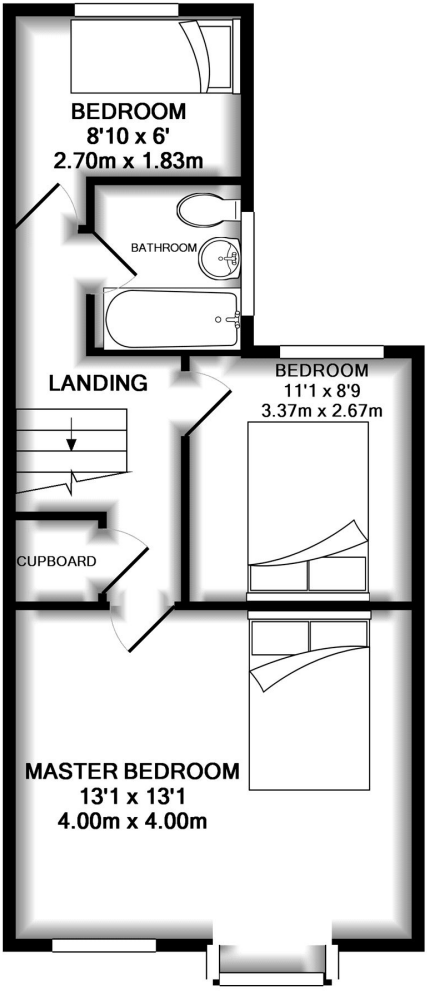 BEDROOM
8'10 x 6'
2.70m x 1.83m
BATHROOM
LANDING
BEDROOM
11'1 x 8'9
3.37m x 2.67m
CUPBOARD
MASTER BEDROOM
13'1 x 13'1
4.00m x 4.00m